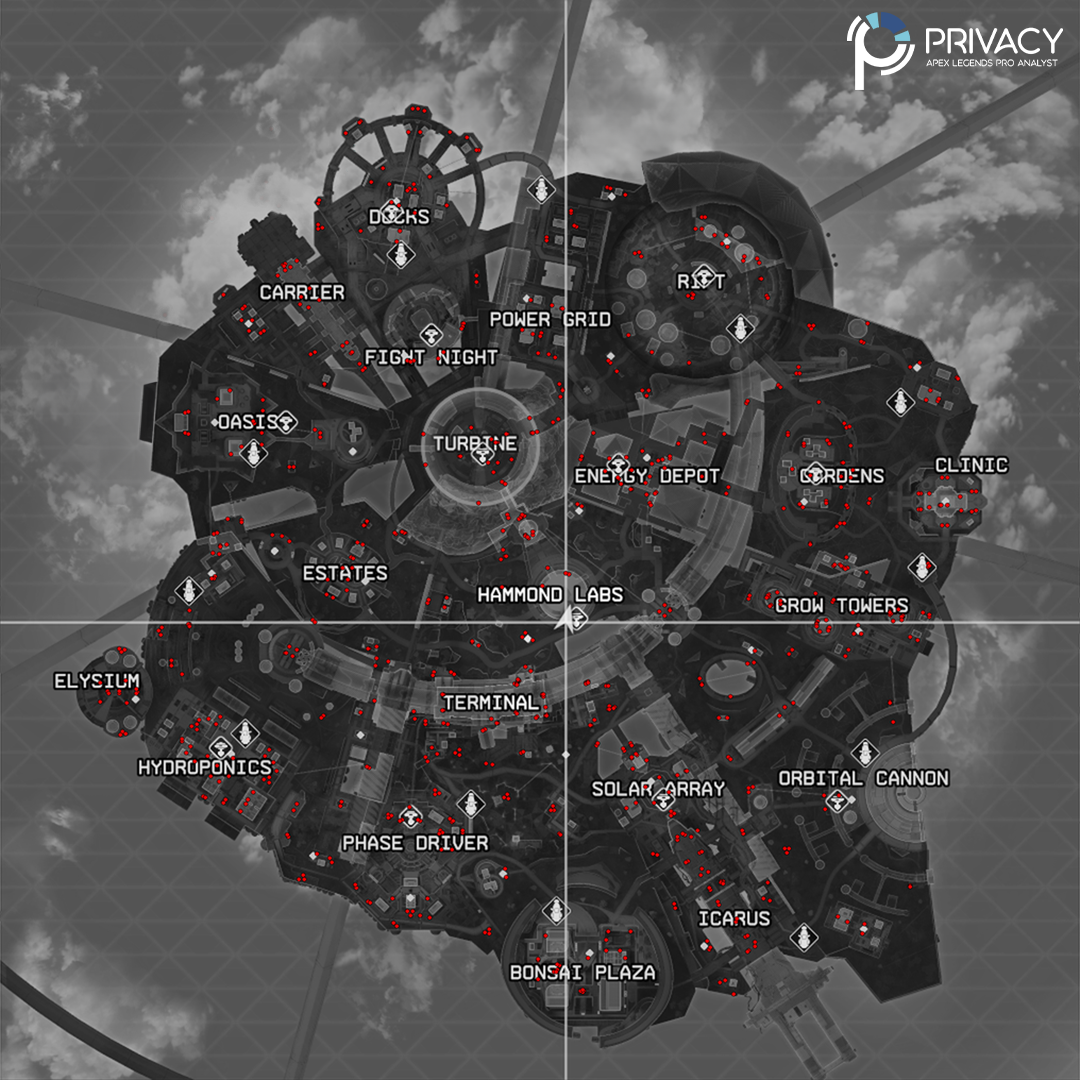 PRIVACY
APEX LEGENDS PRO ANALYST
DOCKS
CARRIER
RIFT
POWER GRID
FIGHT NIGHT
OASIS
TURBINE
ENERGY DEPOT
GARDENS
CLINIC
ESTATES
HAMMOND LABS
GROW TOWERS
ELYSIUM
TERMINAL
HYDROPONICS
SOLAR ARRAY
ORBITAL CANNON
PHASE DRIVER
ICARUS
BONSAI PLAZA